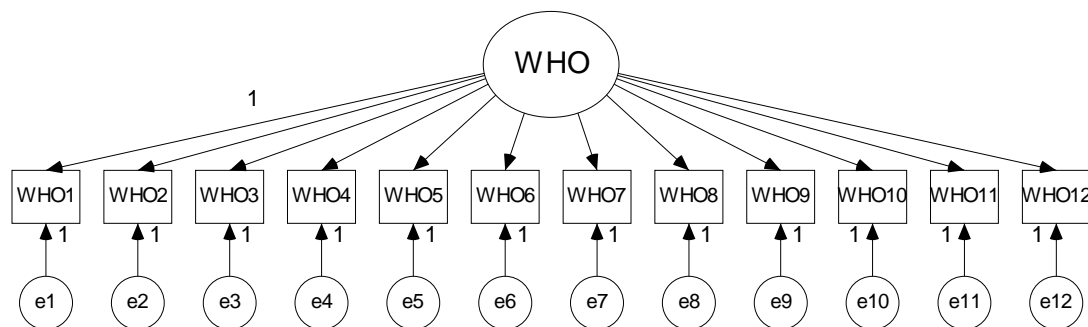 WHO
1
WHO1 WHO2 WHO3 WHO4 WHO5 WHO6 WHO7 WHO8 WHO9 WHO10 WHO11 WHO12
1 1 1 1 1 1 1 1 1 1 1 1
e1 e2 e3 e4 e5 e6 e7 e8 e9 e10 e11 e12